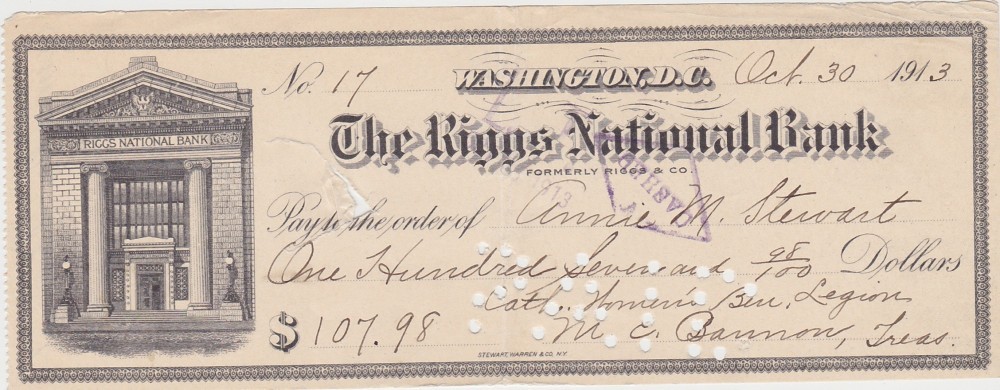 No. 17 WASHINGTON, D.C. Oct. 30 1913
RIGGS NATIONAL BANK
The Riggs National Bank
FORMERLY RIGGS & CO.
13
CASHED
Pay to the order of Annie M. Stewart
One Hundred Seven and 98/100 Dollars
Cath. Women's Ben. Legion
$ 107.98 M. C. Bannon, Treas.
STEWART, WARREN & CO. N.Y.